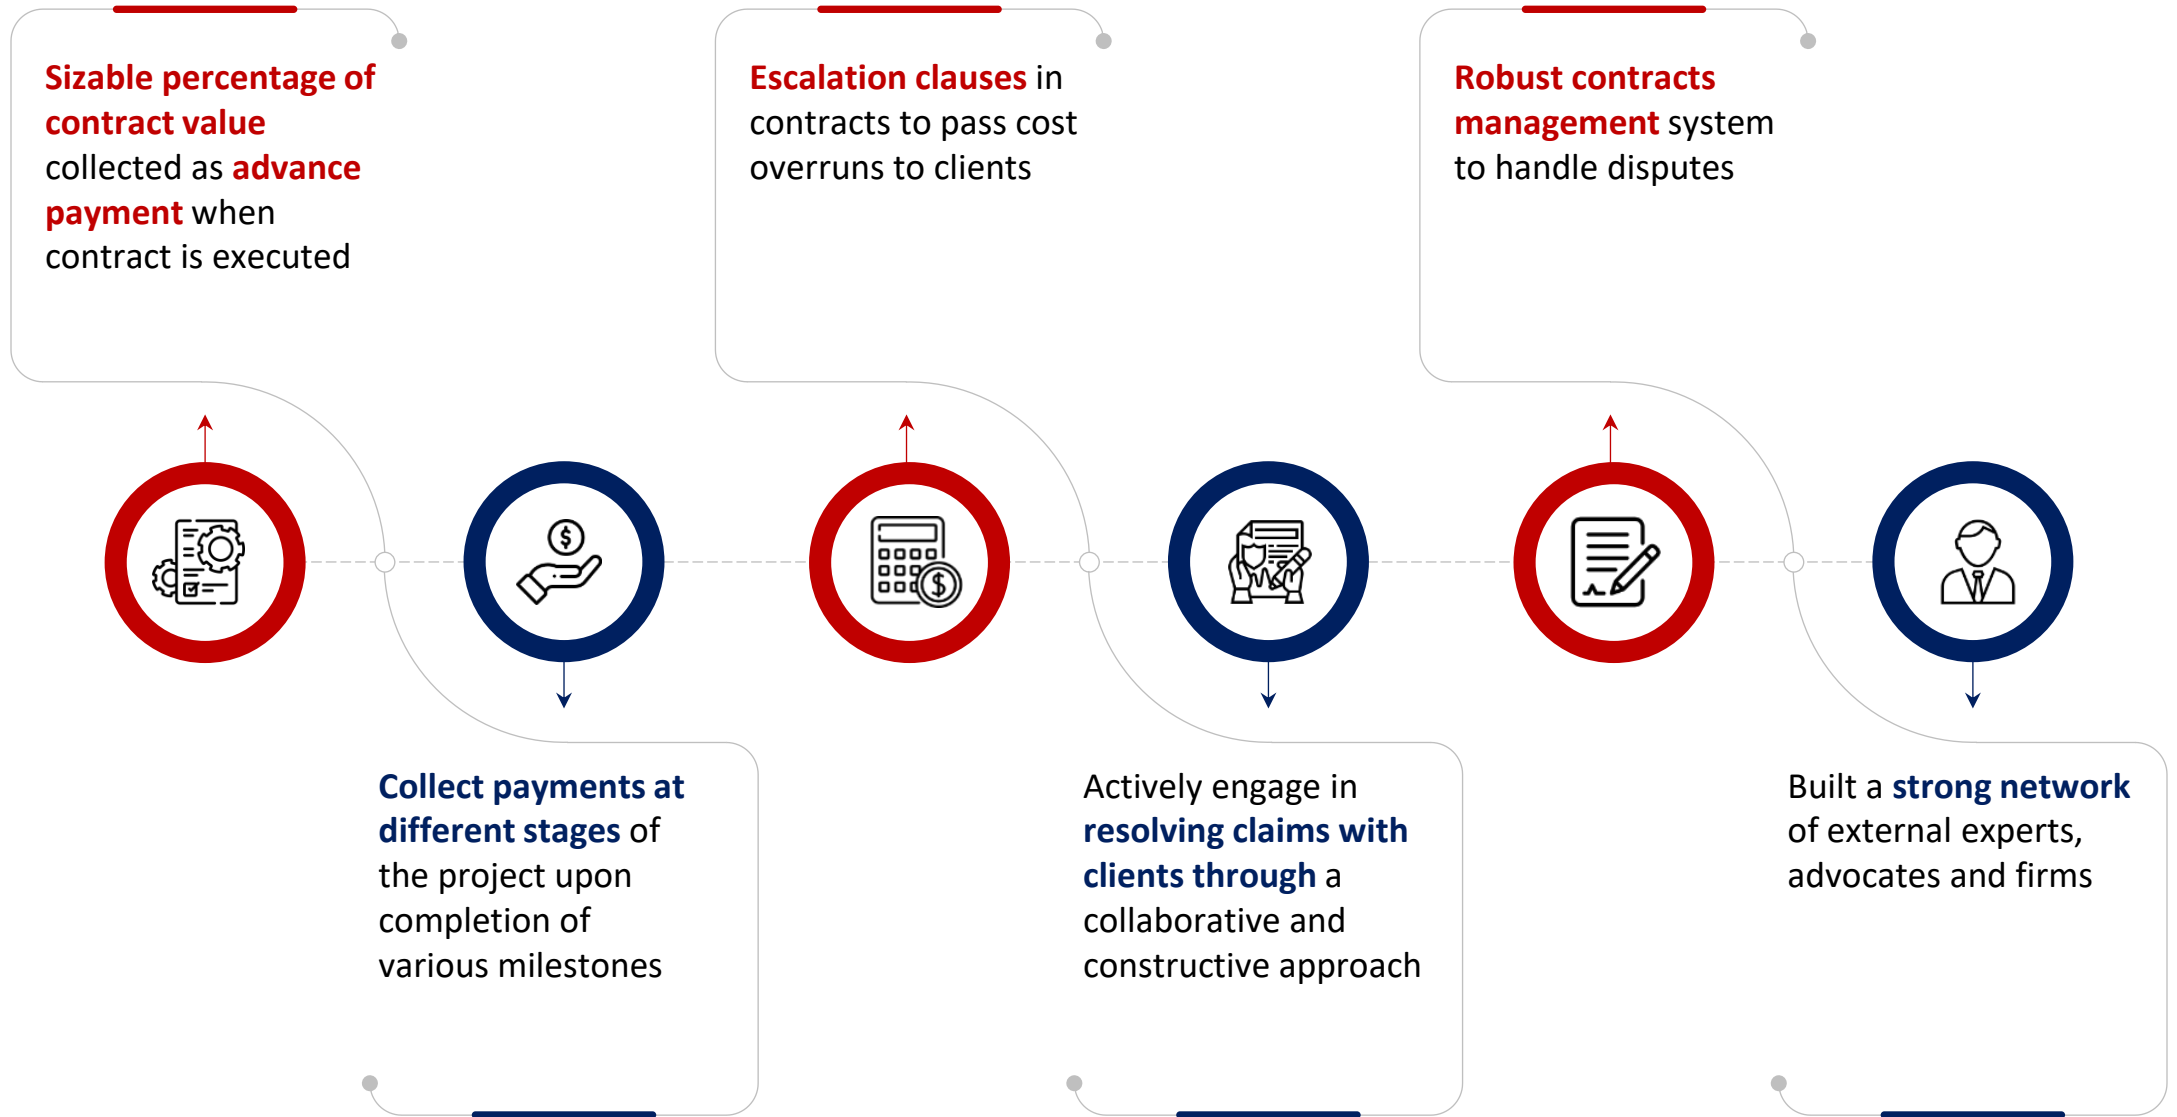 Sizable percentage of
contract value
collected as advance
payment when
contract is executed
Collect payments at
different stages of
the project upon
completion of
various milestones
Escalation clauses in
contracts to pass cost
overruns to clients
Actively engage in
resolving claims with
clients through a
collaborative and
constructive approach
Robust contracts
management system
to handle disputes
Built a strong network
of external experts,
advocates and firms